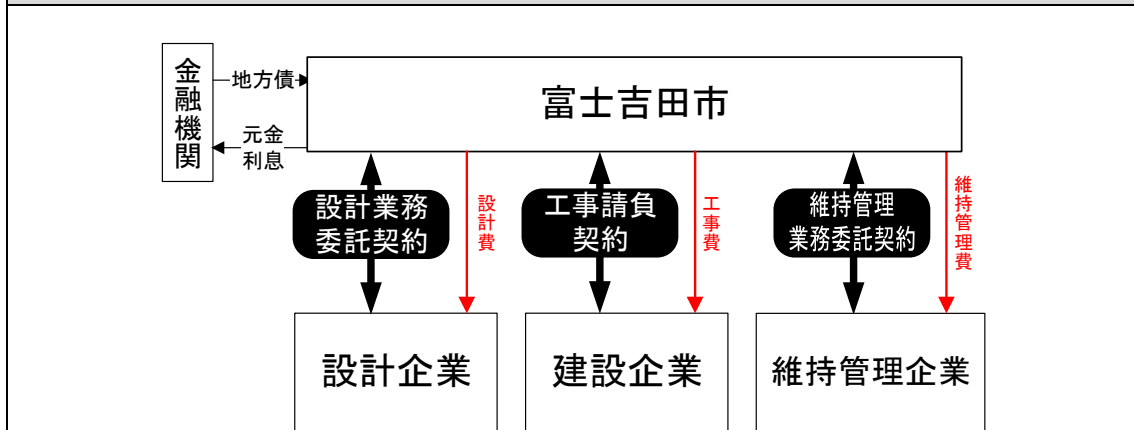 金融機関
地方債
元金
利息
富士吉田市
設計業務
委託契約
設計費
工事請負
契約
工事費
維持管理
業務委託契約
維持管理費
設計企業
建設企業
維持管理企業